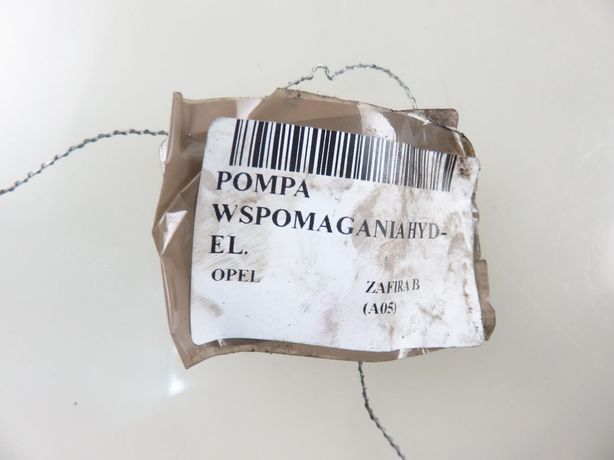 POMPA
WSPOMAGANIA HYD-
EL.
OPEL ZAFIRA B
(A05)